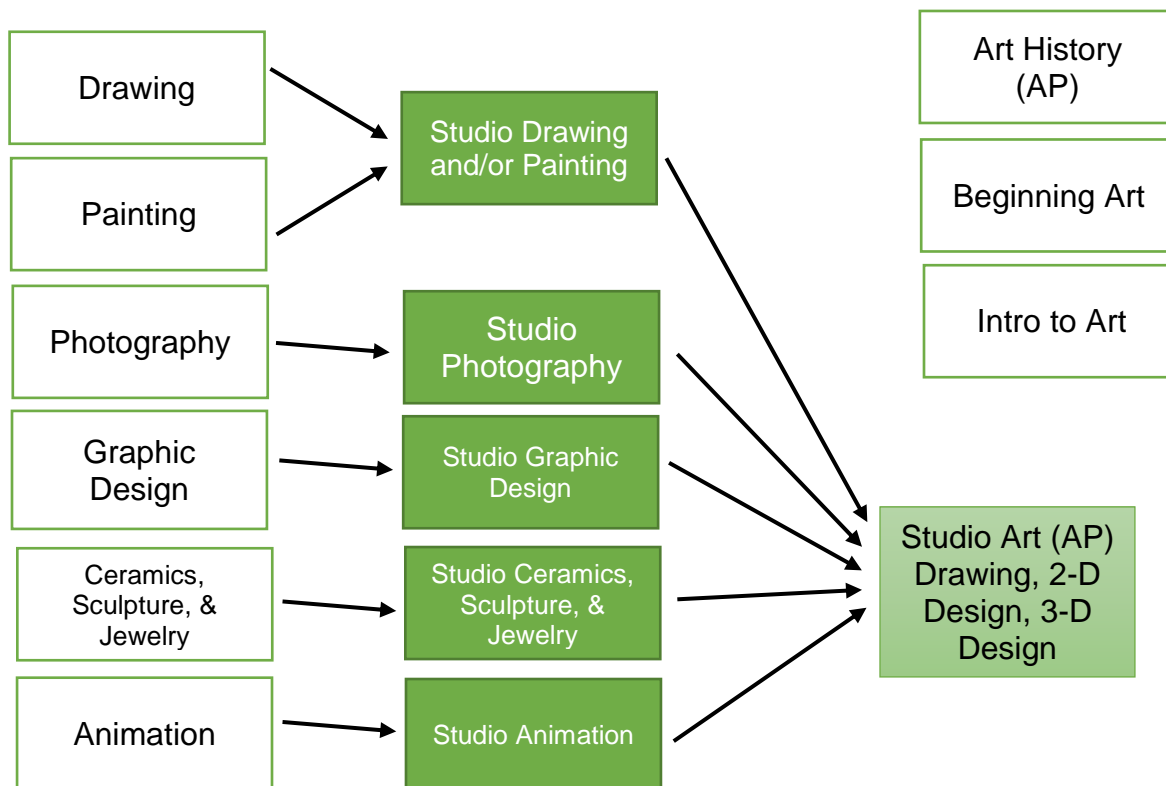 Drawing
Painting
Photography
Graphic
Design
Ceramics,
Sculpture, &
Jewelry
Animation
Studio Drawing
and/or Painting
Studio
Photography
Studio Graphic
Design
Studio Ceramics,
Sculpture, &
Jewelry
Studio Animation
Art History
(AP)
Beginning Art
Intro to Art
Studio Art (AP)
Drawing, 2-D
Design, 3-D
Design